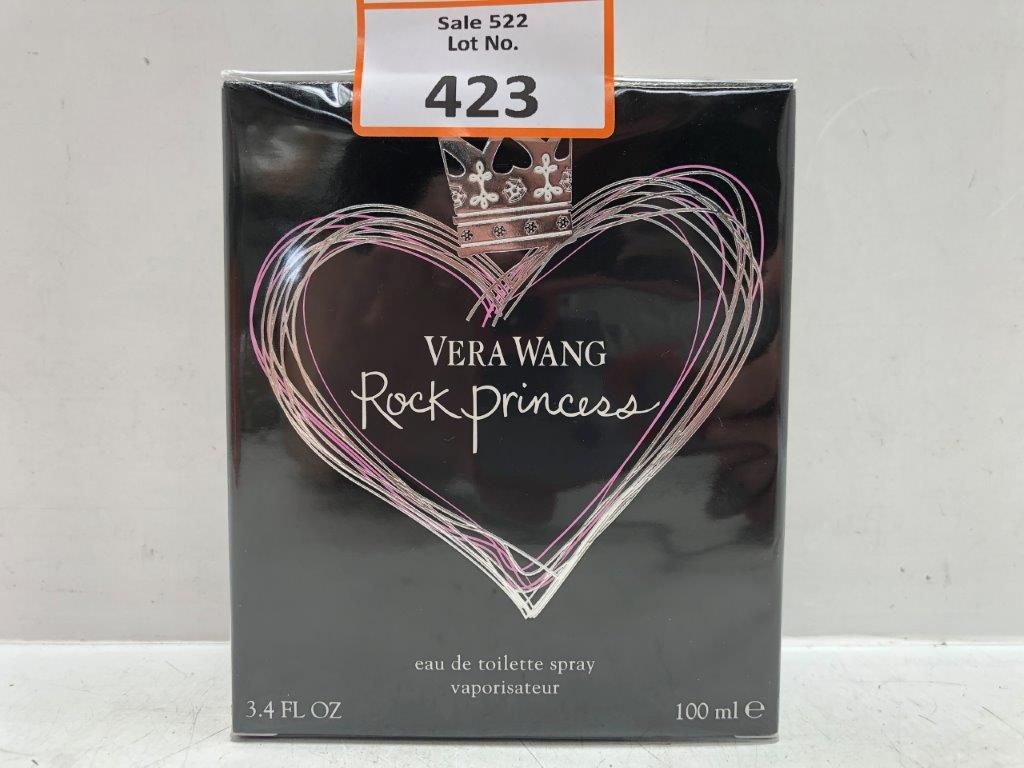 Sale 522
Lot No.
423
VERA WANG
Rock Princess
eau de toilette spray
vaporisateur
3.4 FL OZ
100 ml ℮